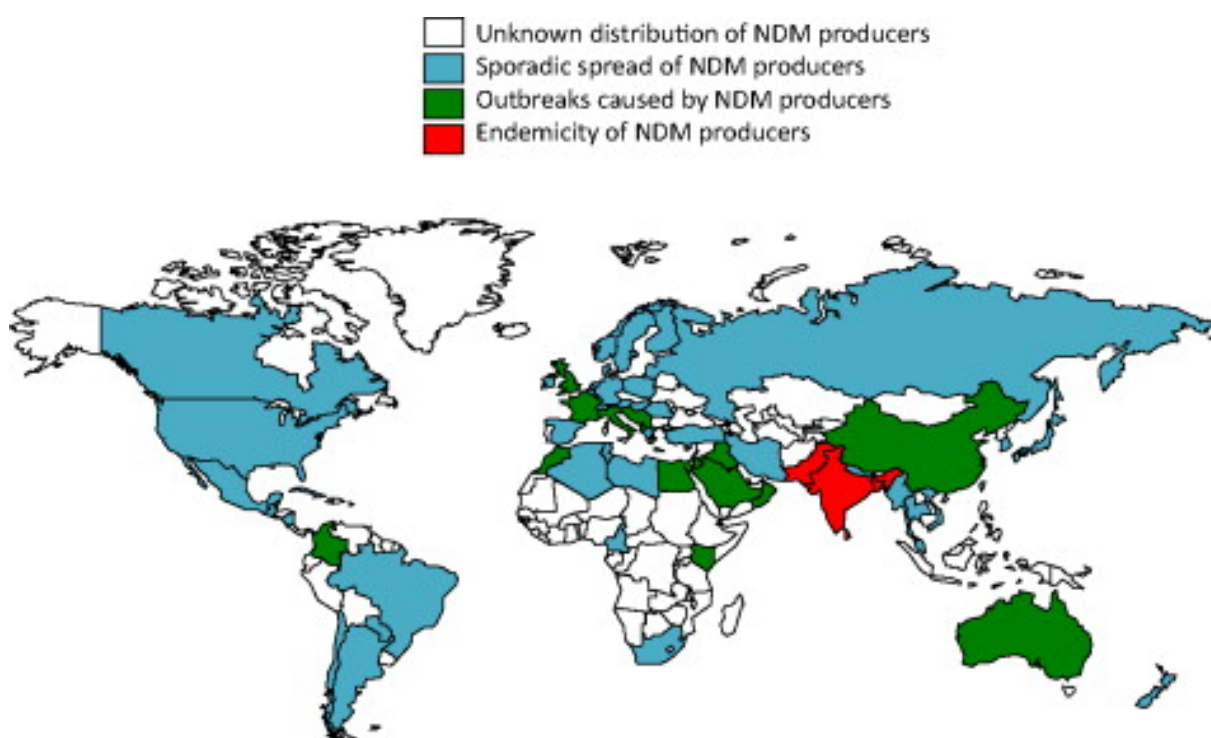 Unknown distribution of NDM producers
Sporadic spread of NDM producers
Outbreaks caused by NDM producers
Endemicity of NDM producers